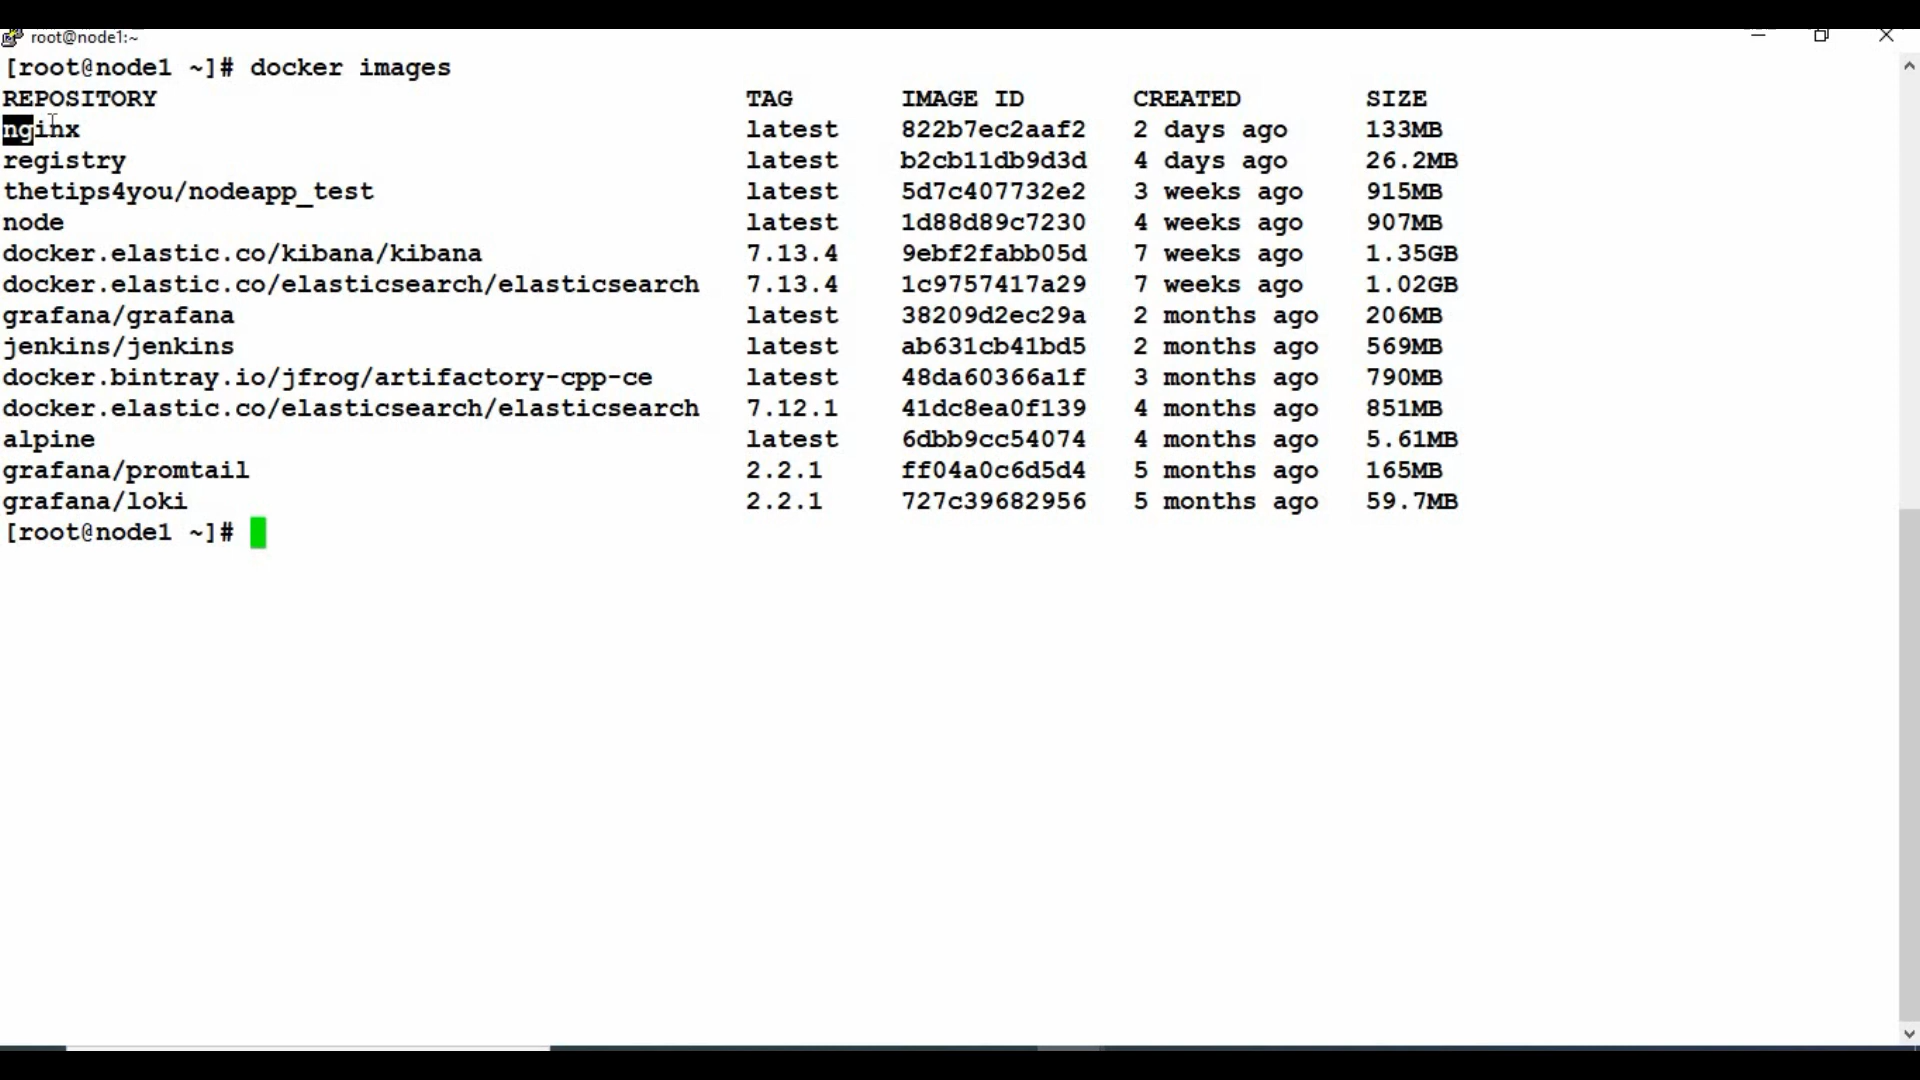 root@node1:~
[root@node1 ~]# docker images
REPOSITORY TAG IMAGE ID CREATED SIZE
nginx latest 822b7ec2aaf2 2 days ago 133MB
registry latest b2cb11db9d3d 4 days ago 26.2MB
thetips4you/nodeapp_test latest 5d7c407732e2 3 weeks ago 915MB
node latest 1d88d89c7230 4 weeks ago 907MB
docker.elastic.co/kibana/kibana 7.13.4 9ebf2fabb05d 7 weeks ago 1.35GB
docker.elastic.co/elasticsearch/elasticsearch 7.13.4 1c9757417a29 7 weeks ago 1.02GB
grafana/grafana latest 38209d2ec29a 2 months ago 206MB
jenkins/jenkins latest ab631cb41bd5 2 months ago 569MB
docker.bintray.io/jfrog/artifactory-cpp-ce latest 48da60366a1f 3 months ago 790MB
docker.elastic.co/elasticsearch/elasticsearch 7.12.1 41dc8ea0f139 4 months ago 851MB
alpine latest 6dbb9cc54074 4 months ago 5.61MB
grafana/promtail 2.2.1 ff04a0c6d5d4 5 months ago 165MB
grafana/loki 2.2.1 727c39682956 5 months ago 59.7MB
[root@node1 ~]#